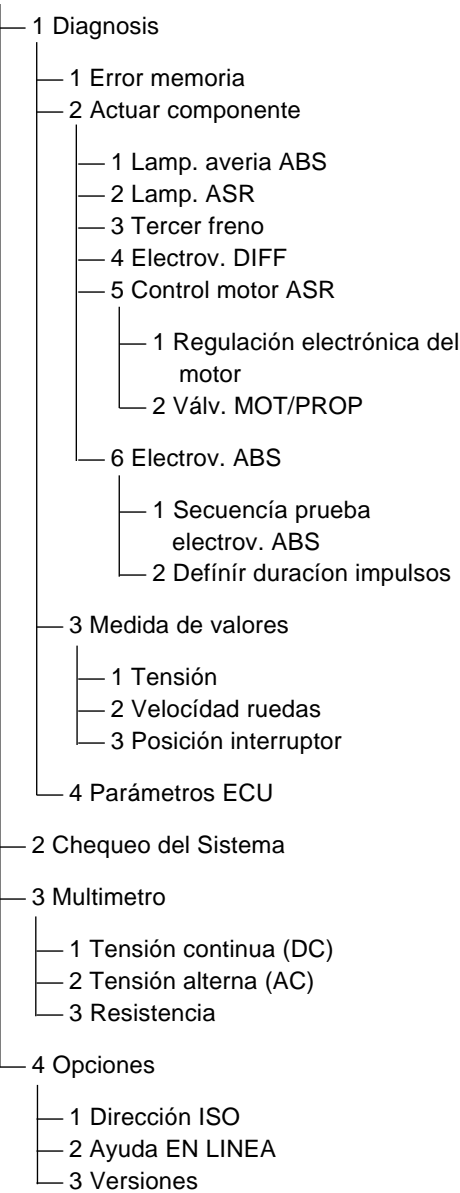 1 Diagnosis
1 Error memoria
2 Actuar componente
1 Lamp. averia ABS
2 Lamp. ASR
3 Tercer freno
4 Electrov. DIFF
5 Control motor ASR
1 Regulación electrónica del
motor
2 Válv. MOT/PROP
6 Electrov. ABS
1 Secuencía prueba
electrov. ABS
2 Defínír duracíon impulsos
3 Medida de valores
1 Tensión
2 Velocídad ruedas
3 Posición interruptor
4 Parámetros ECU
2 Chequeo del Sistema
3 Multimetro
1 Tensión continua (DC)
2 Tensión alterna (AC)
3 Resistencia
4 Opciones
1 Dirección ISO
2 Ayuda EN LINEA
3 Versiones